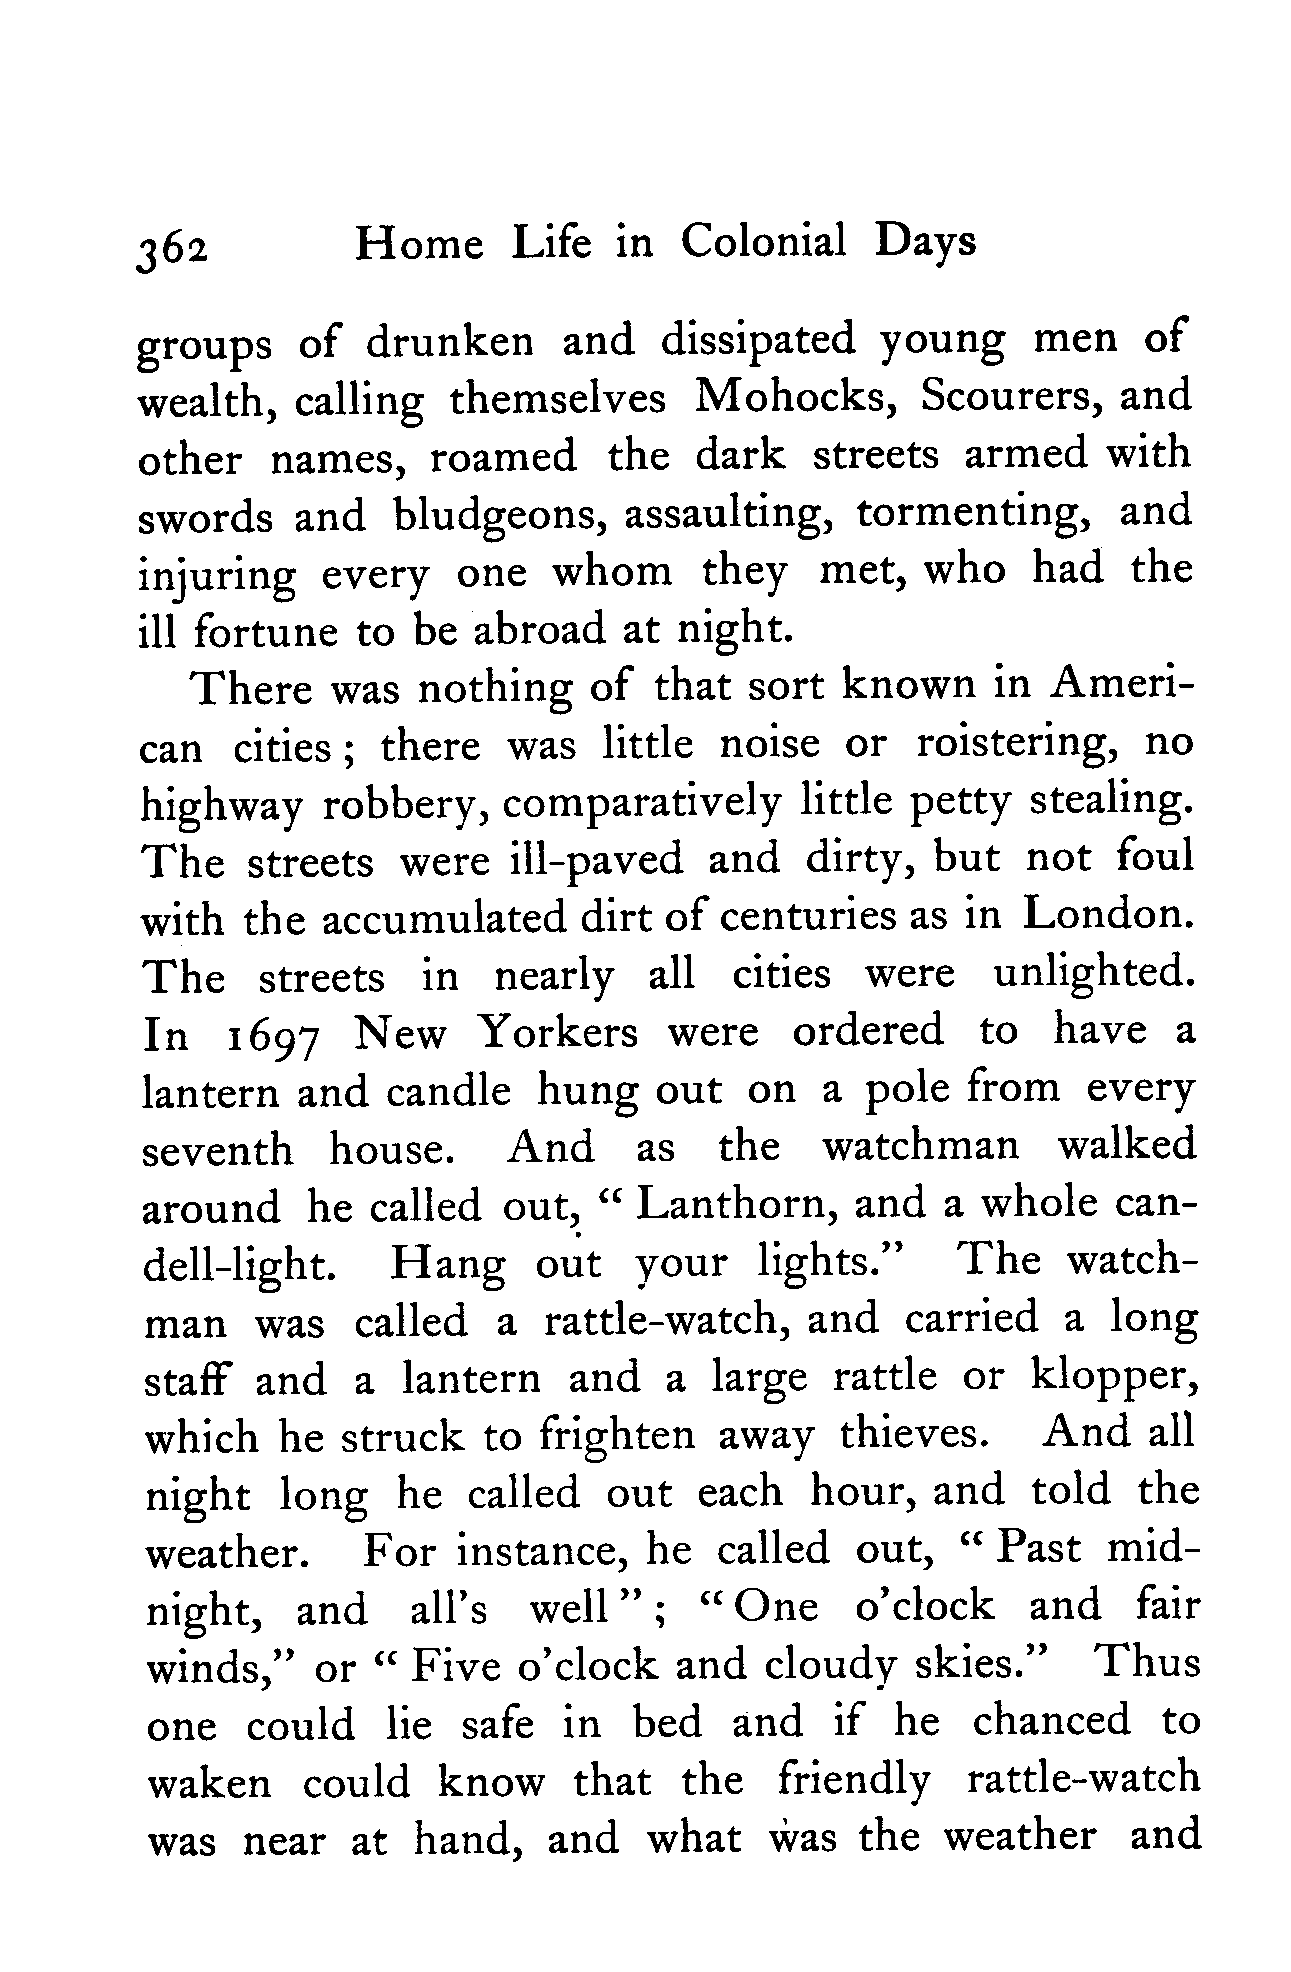 362 Home Life in Colonial Days
groups of drunken and dissipated young men of
wealth, calling themselves Mohocks, Scourers, and
other names, roamed the dark streets armed with
swords and bludgeons, assaulting, tormenting, and
injuring every one whom they met, who had the
ill fortune to be abroad at night.
There was nothing of that sort known in Ameri-
can cities ; there was little noise or roistering, no
highway robbery, comparatively little petty stealing.
The streets were ill-paved and dirty, but not foul
with the accumulated dirt of centuries as in London.
The streets in nearly all cities were unlighted.
In 1697 New Yorkers were ordered to have a
lantern and candle hung out on a pole from every
seventh house. And as the watchman walked
around he called out, “ Lanthorn, and a whole can-
dell-light. Hang out your lights.” The watch-
man was called a rattle-watch, and carried a long
staff and a lantern and a large rattle or klopper,
which he struck to frighten away thieves. And all
night long he called out each hour, and told the
weather. For instance, he called out, “ Past mid-
night, and all’s well ” ; “ One o’clock and fair
winds,” or “ Five o’clock and cloudy skies.” Thus
one could lie safe in bed and if he chanced to
waken could know that the friendly rattle-watch
was near at hand, and what was the weather and